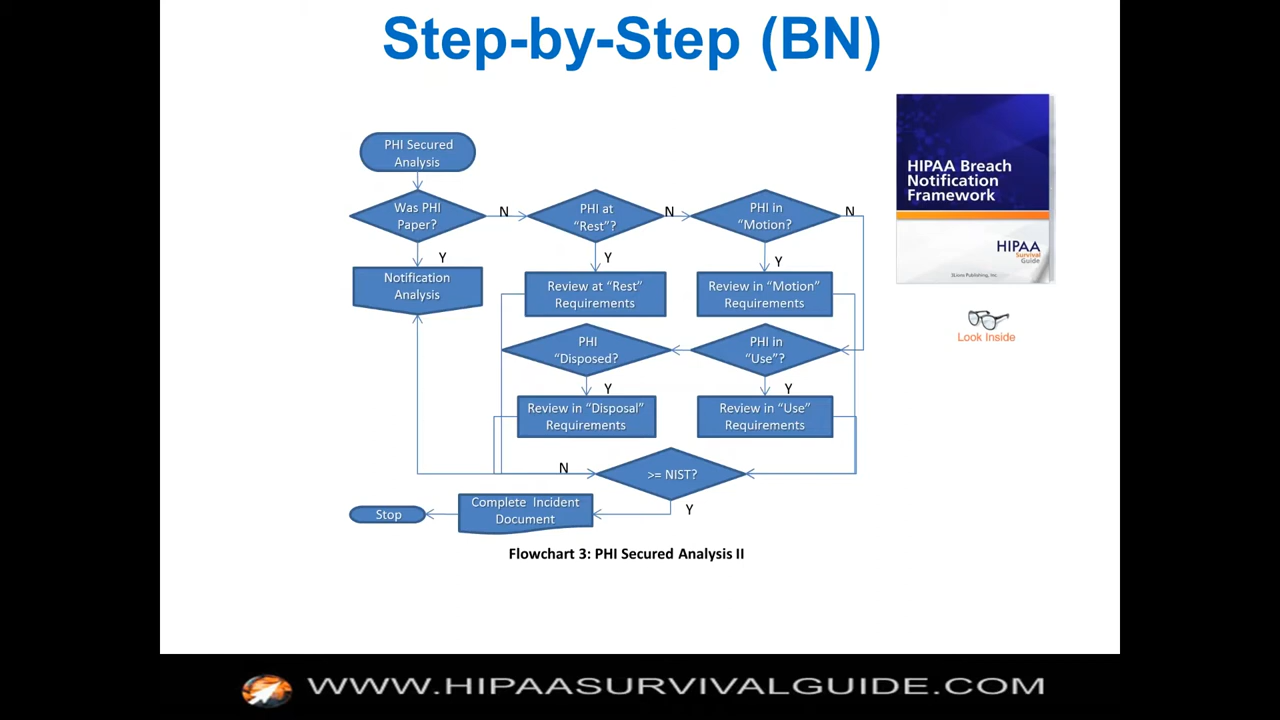 Step-by-Step (BN)
PHI Secured
Analysis
Was PHI
Paper?
N
PHI at
"Rest"?
N
PHI in
"Motion?
N
Y
Notification
Analysis
Y
Review at "Rest"
Requirements
Y
Review in "Motion"
Requirements
PHI
"Disposed?
PHI in
"Use"?
Y
Review in "Disposal"
Requirements
Y
Review in "Use"
Requirements
N
>= NIST?
Y
Complete Incident
Document
Stop
Flowchart 3: PHI Secured Analysis II
HIPAA Breach
Notification
Framework
HIPAA
Survival
Guide
3Lions Publishing, Inc.
Look Inside
WWW.HIPAASURVIVALGUIDE.COM